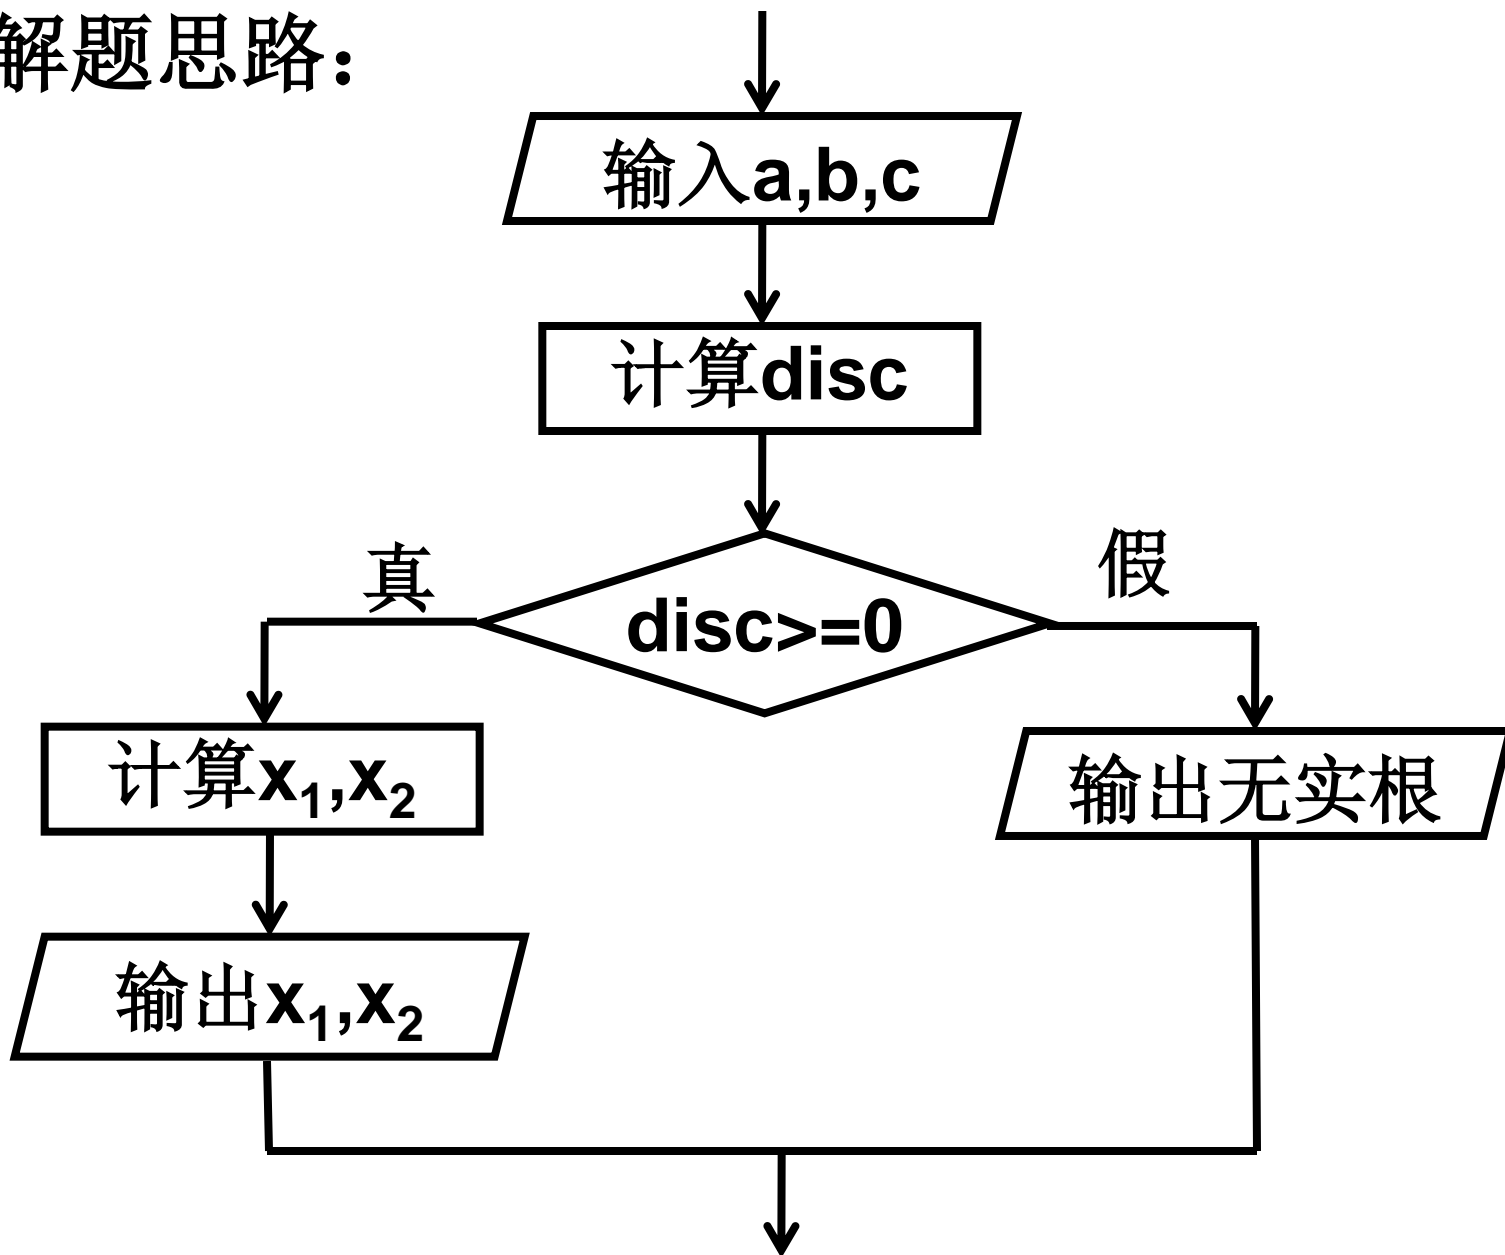 解题思路：
输入a,b,c
计算disc
真
假
disc>=0
计算x₁,x₂
输出无实根
输出x₁,x₂